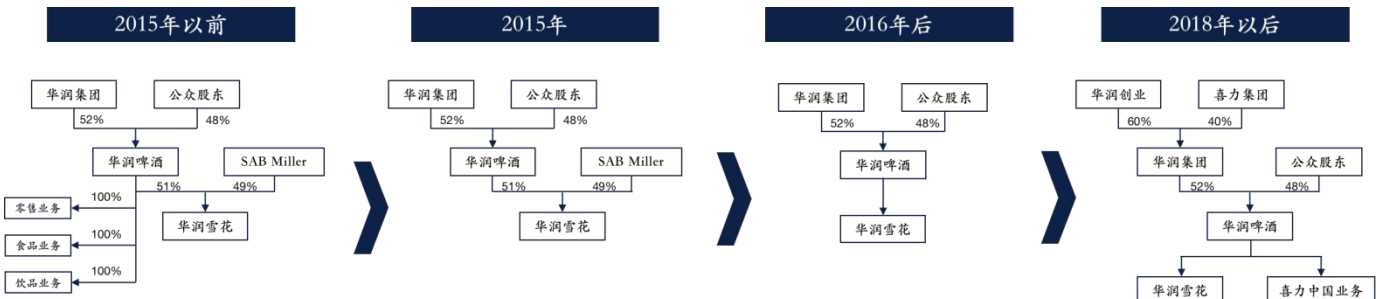 2015年以前
华润集团
公众股东
52%
48%
华润啤酒
SAB Miller
51%
49%
100%
零售业务
华润雪花
100%
食品业务
100%
饮品业务
2015年
华润集团
公众股东
52%
48%
华润啤酒
SAB Miller
51%
49%
华润雪花
2016年后
华润集团
公众股东
52%
48%
华润啤酒
华润雪花
2018年以后
华润创业
喜力集团
60%
40%
华润集团
公众股东
52%
48%
华润啤酒
华润雪花
喜力中国业务